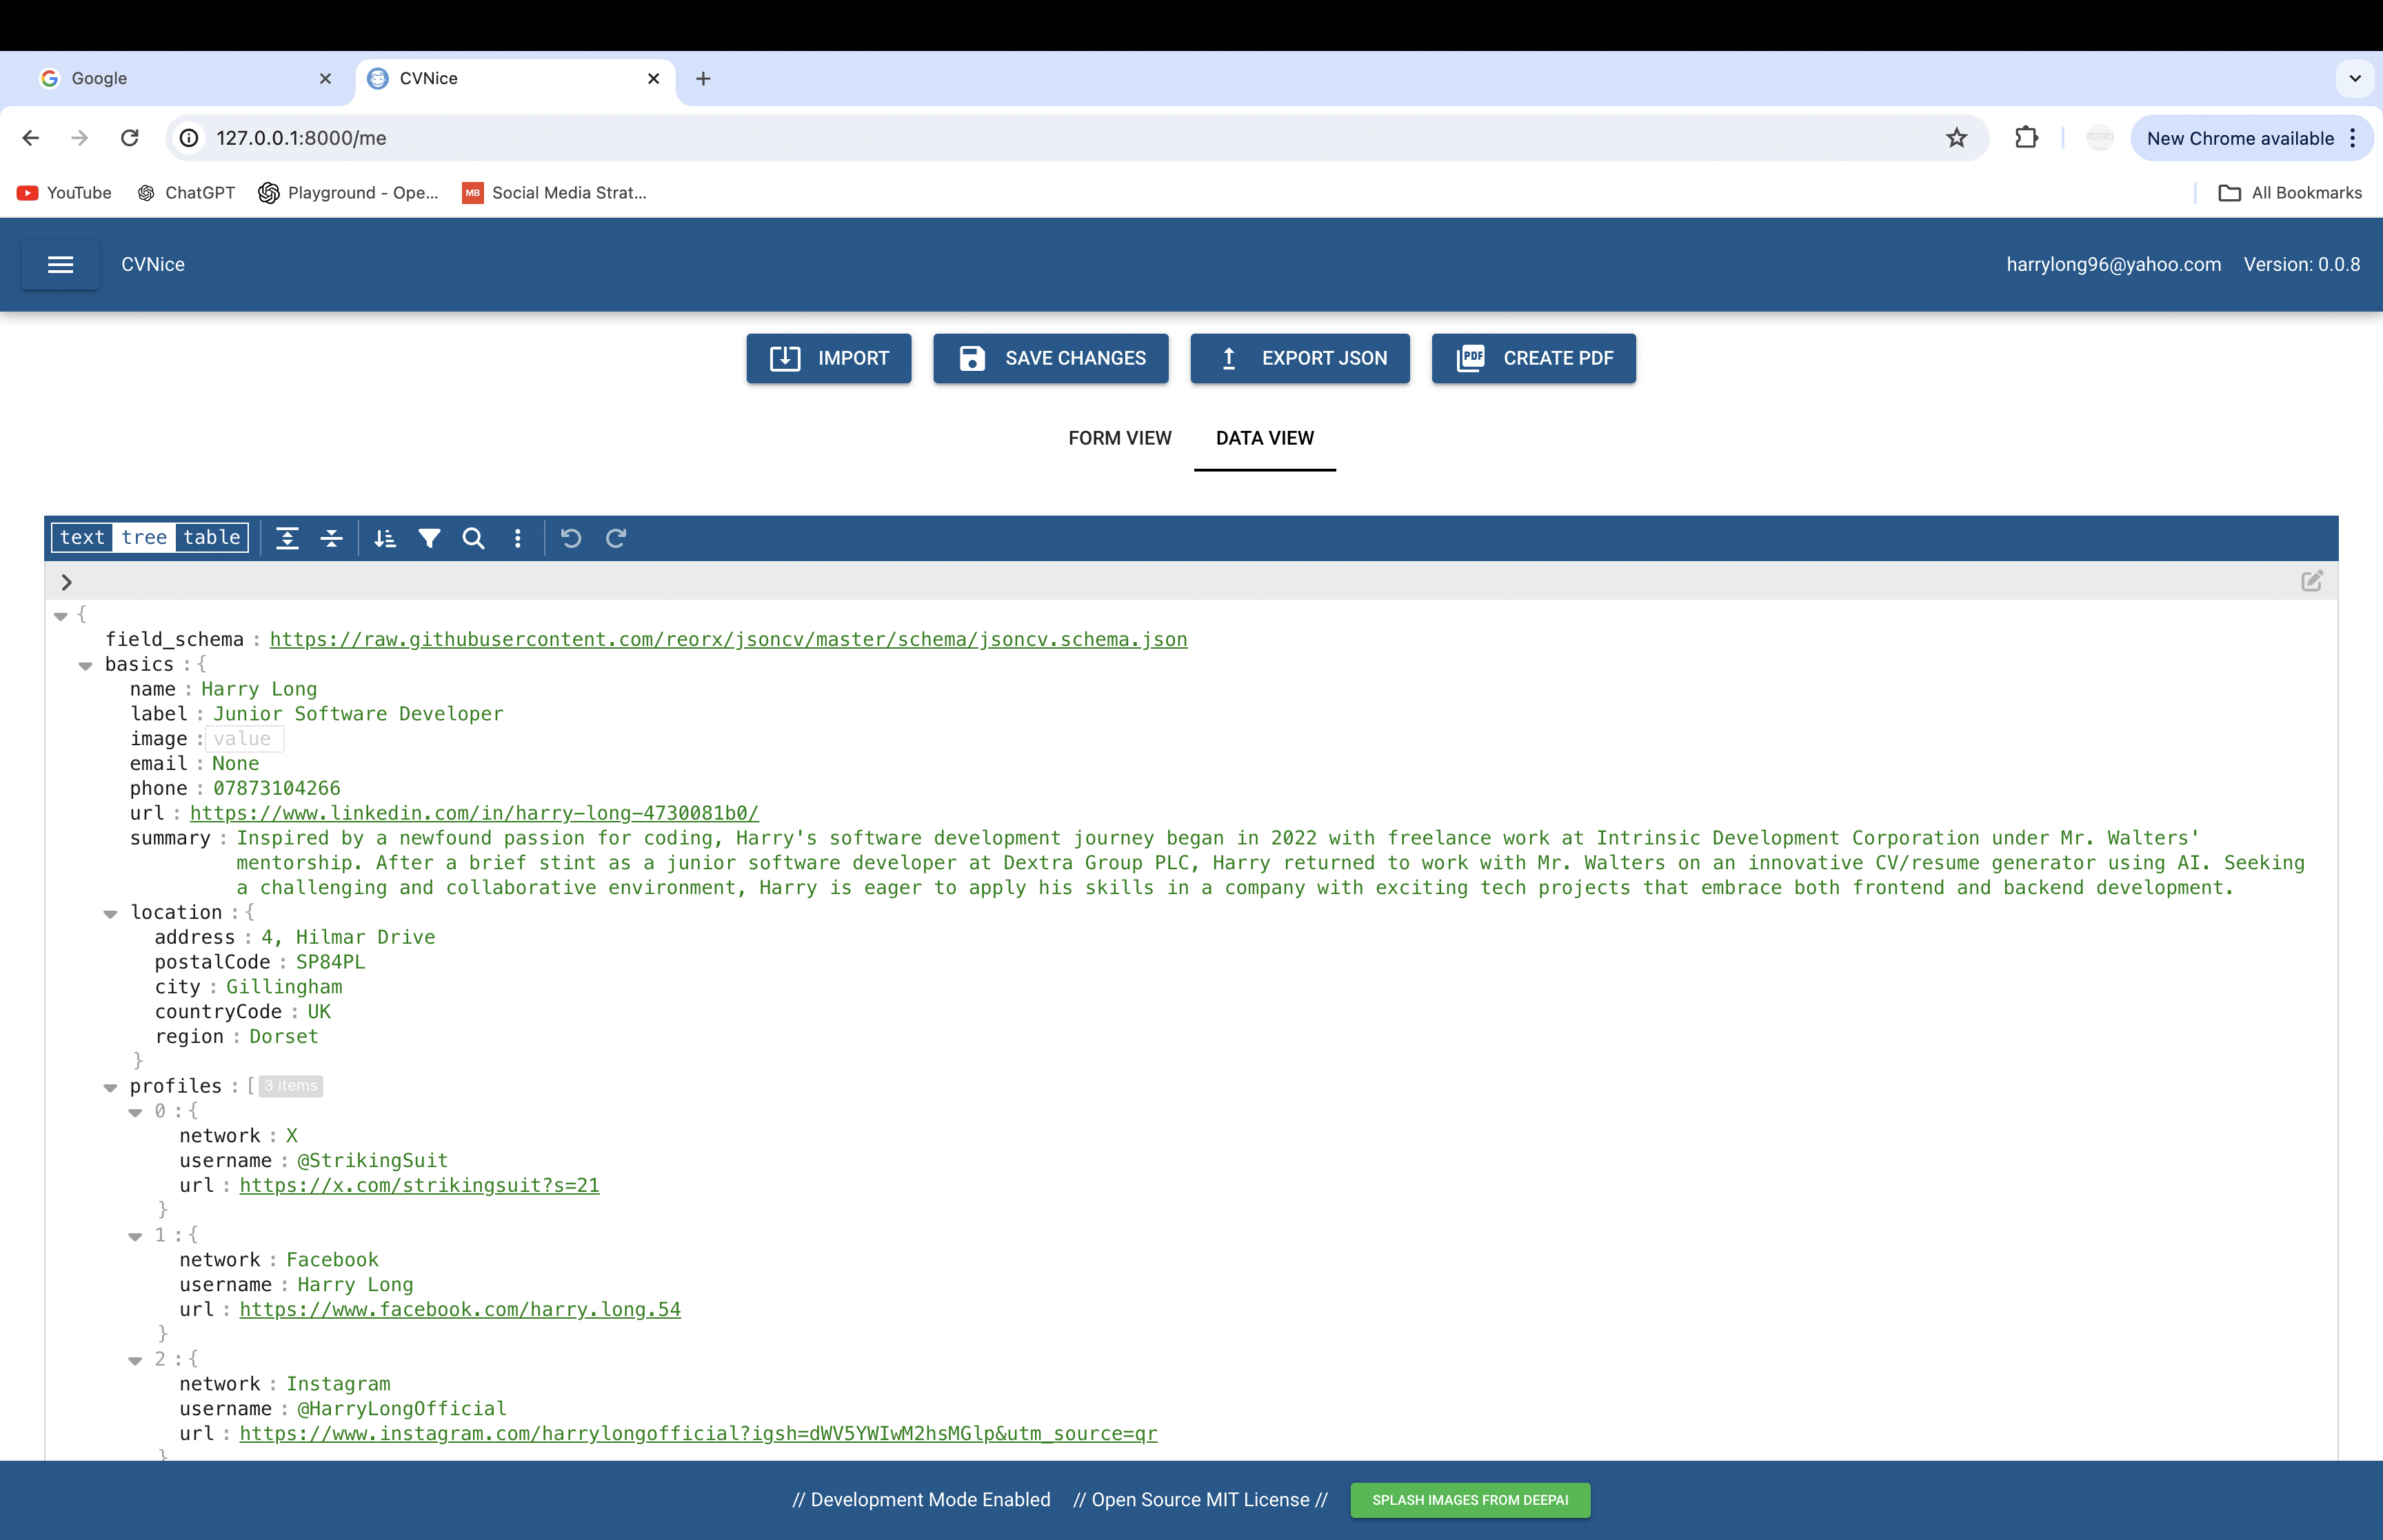 Google
CVNice
127.0.0.1:8000/me
New Chrome available
YouTube
ChatGPT
Playground - Ope...
MB
Social Media Strat...
All Bookmarks
CVNice
harrylong96@yahoo.com
Version: 0.0.8
IMPORT
SAVE CHANGES
EXPORT JSON
PDF
CREATE PDF
FORM VIEW
DATA VIEW
text tree table
{
field_schema : https://raw.githubusercontent.com/reorx/jsoncv/master/schema/jsoncv.schema.json
basics : {
name : Harry Long
label : Junior Software Developer
image : value
email : None
phone : 07873104266
url : https://www.linkedin.com/in/harry-long-4730081b0/
summary : Inspired by a newfound passion for coding, Harry's software development journey began in 2022 with freelance work at Intrinsic Development Corporation under Mr. Walters'
mentorship. After a brief stint as a junior software developer at Dextra Group PLC, Harry returned to work with Mr. Walters on an innovative CV/resume generator using AI. Seeking
a challenging and collaborative environment, Harry is eager to apply his skills in a company with exciting tech projects that embrace both frontend and backend development.
location : {
address : 4, Hilmar Drive
postalCode : SP84PL
city : Gillingham
countryCode : UK
region : Dorset
}
profiles : [ 3 items
0 : {
network : X
username : @StrikingSuit
url : https://x.com/strikingsuit?s=21
}
1 : {
network : Facebook
username : Harry Long
url : https://www.facebook.com/harry.long.54
}
2 : {
network : Instagram
username : @HarryLongOfficial
url : https://www.instagram.com/harrylongofficial?igsh=dWV5YWIwM2hsMGlp&utm_source=qr
}
// Development Mode Enabled // Open Source MIT License //
SPLASH IMAGES FROM DEEPAI